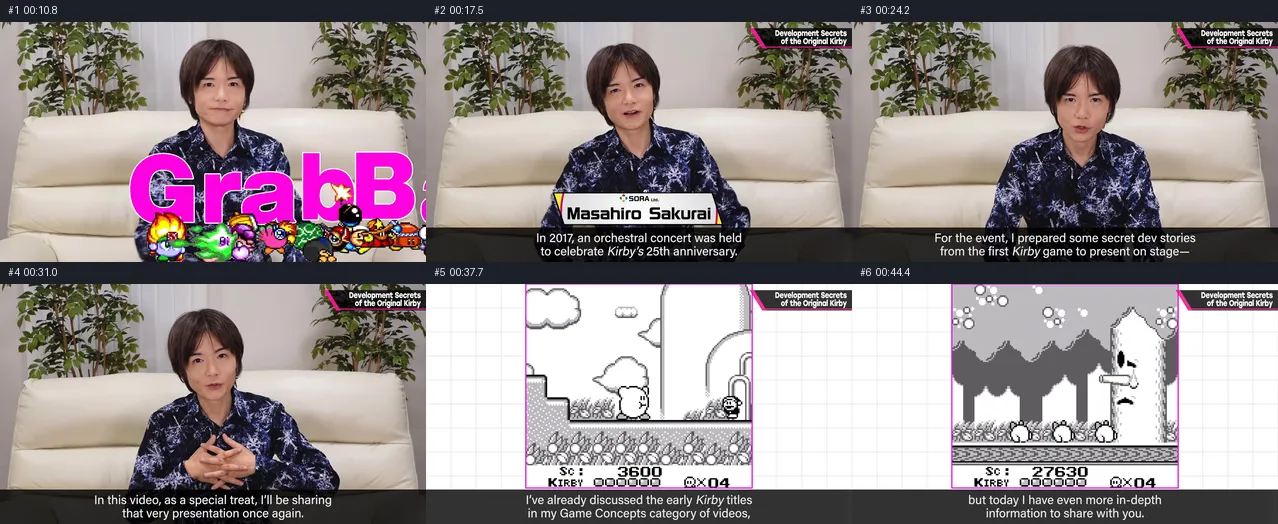 #1 00:10.8
GrabBa
Bi
#2 00:17.5
Development Secrets
of the Original Kirby
SORA Ltd.
Masahiro Sakurai
In 2017, an orchestral concert was held
to celebrate Kirby's 25th anniversary.
#3 00:24.2
Development Secrets
of the Original Kirby
For the event, I prepared some secret dev stories
from the first Kirby game to present on stage—
#4 00:31.0
Development Secrets
of the Original Kirby
In this video, as a special treat, I'll be sharing
that very presentation once again.
#5 00:37.7
Development Secrets
of the Original Kirby
Sc: 3600
KIRBY ×04
I've already discussed the early Kirby titles
in my Game Concepts category of videos,
#6 00:44.4
Development Secrets
of the Original Kirby
Sc: 27630
KIRBY ×04
but today I have even more in-depth
information to share with you.